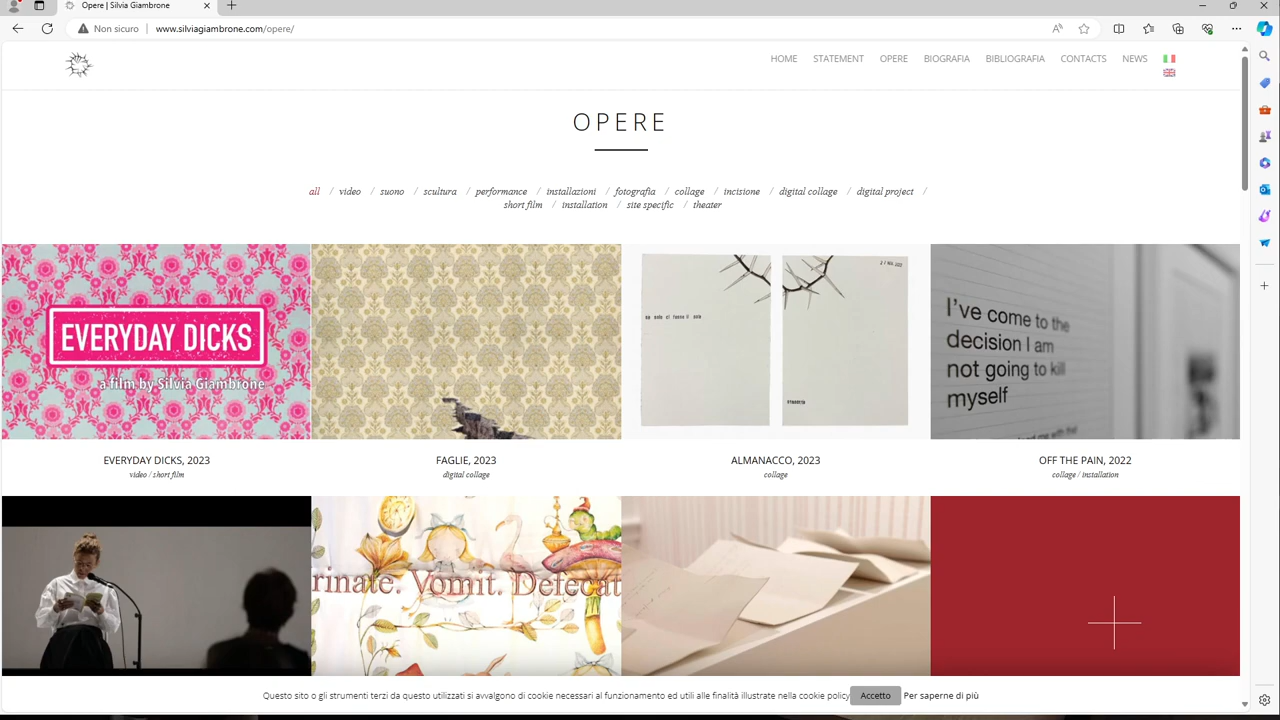 Opere | Silvia Giambrone
Non sicuro
www.silviagiambrone.com/opere/
HOME STATEMENT OPERE BIOGRAFIA BIBLIOGRAFIA CONTACTS NEWS
OPERE
all / video / suono / scultura / performance / installazioni / fotografia / collage / incisione / digital collage / digital project /
short film / installation / site specific / theater
EVERYDAY DICKS
a film by Silvia Giambrone
21 NOV. 2022
I've come to the
decision I am
not going to kill
myself
EVERYDAY DICKS, 2023
video / short film
FAGLIE, 2023
digital collage
ALMANACCO, 2023
collage
OFF THE PAIN, 2022
collage / installation
rinate. Vomit. Defecat
Questo sito o gli strumenti terzi da questo utilizzati si avvalgono di cookie necessari al funzionamento ed utili alle finalità illustrate nella cookie policy Accetto Per saperne di più